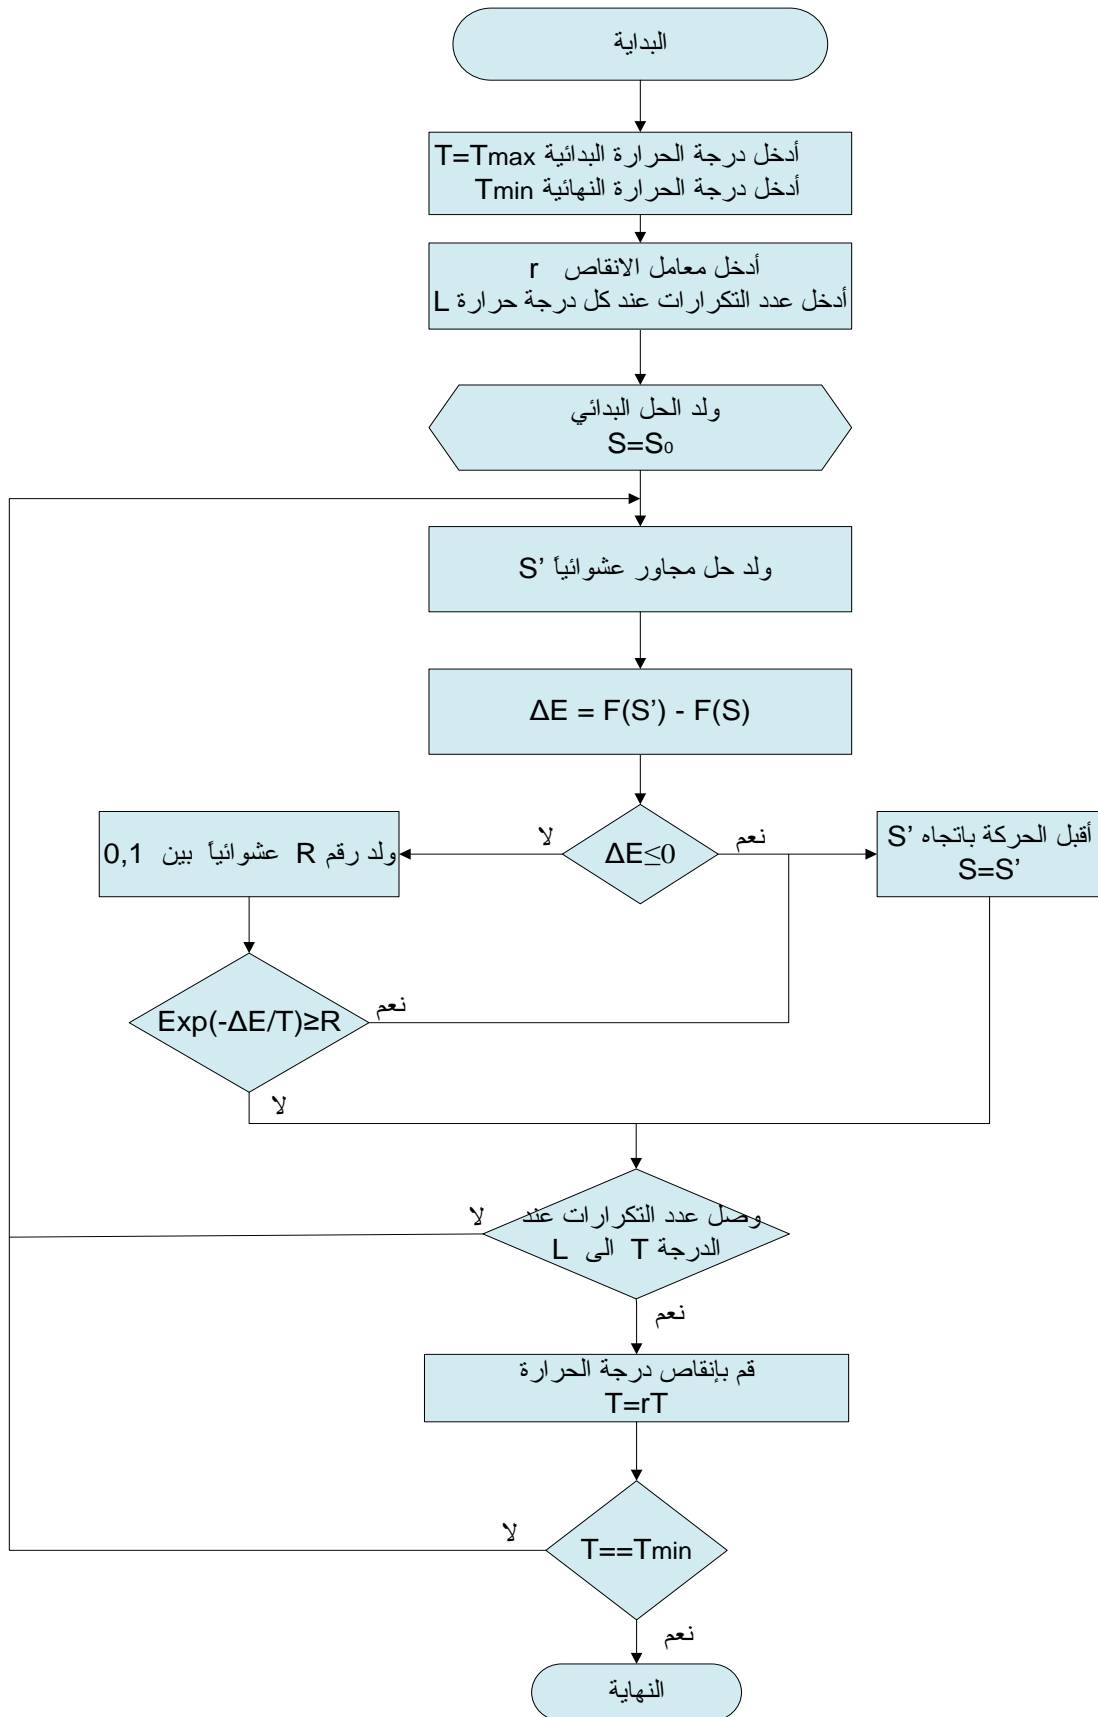 البداية
أدخل درجة الحرارة البدائية T=Tmax
أدخل درجة الحرارة النهائية Tmin
أدخل معامل الانقاص r
أدخل عدد التكرارات عند كل درجة حرارة L
ولد الحل البدائي
S=S₀
ولد حل مجاور عشوائياً S’
ΔE = F(S’) - F(S)
ΔE≤0
نعم
لا
أقبل الحركة باتجاه S’
S=S’
ولد رقم R عشوائياً بين 0,1
Exp(-ΔE/T)≥R
نعم
لا
وصل عدد التكرارات عند
الدرجة T الى L
لا
نعم
قم بإنقاص درجة الحرارة
T=rT
T==Tmin
لا
نعم
النهاية